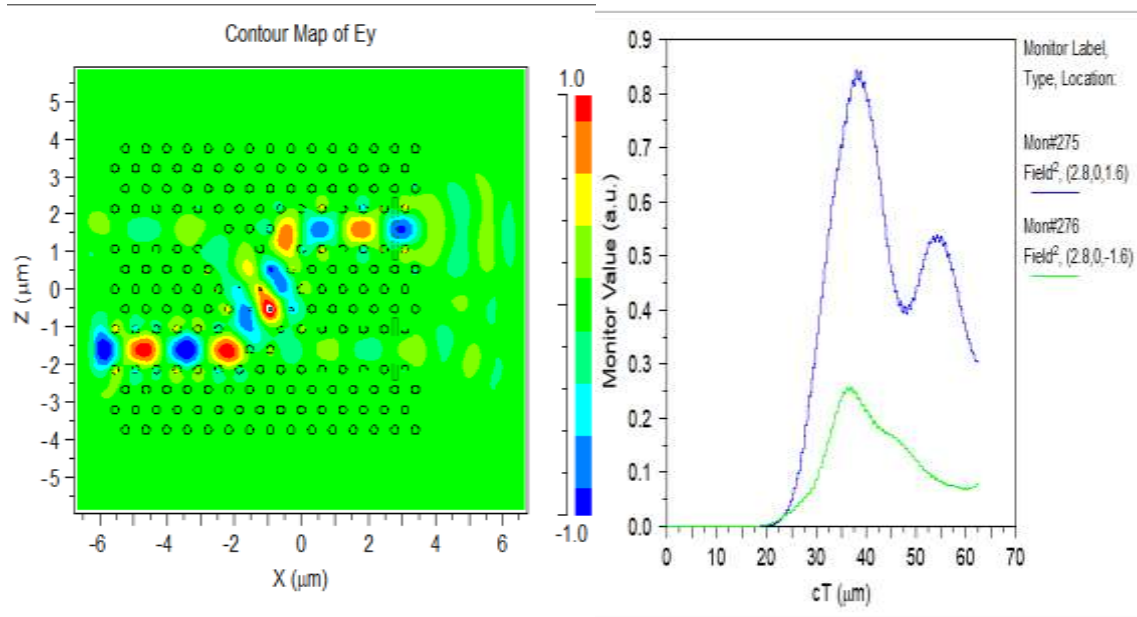 Contour Map of Ey
1.0
5
4
3
2
1
0
-1
-2
-3
-4
-5
Z (μm)
-1.0
-6 -4 -2 0 2 4 6
X (μm)
0.9
0.8
0.7
0.6
0.5
0.4
0.3
0.2
0.1
0.0
Monitor Value (a.u.)
0 10 20 30 40 50 60 70
cT (μm)
Monitor Label,
Type, Location:
Mon#275
Field², (2.8,0,1.6)
Mon#276
Field², (2.8,0,-1.6)